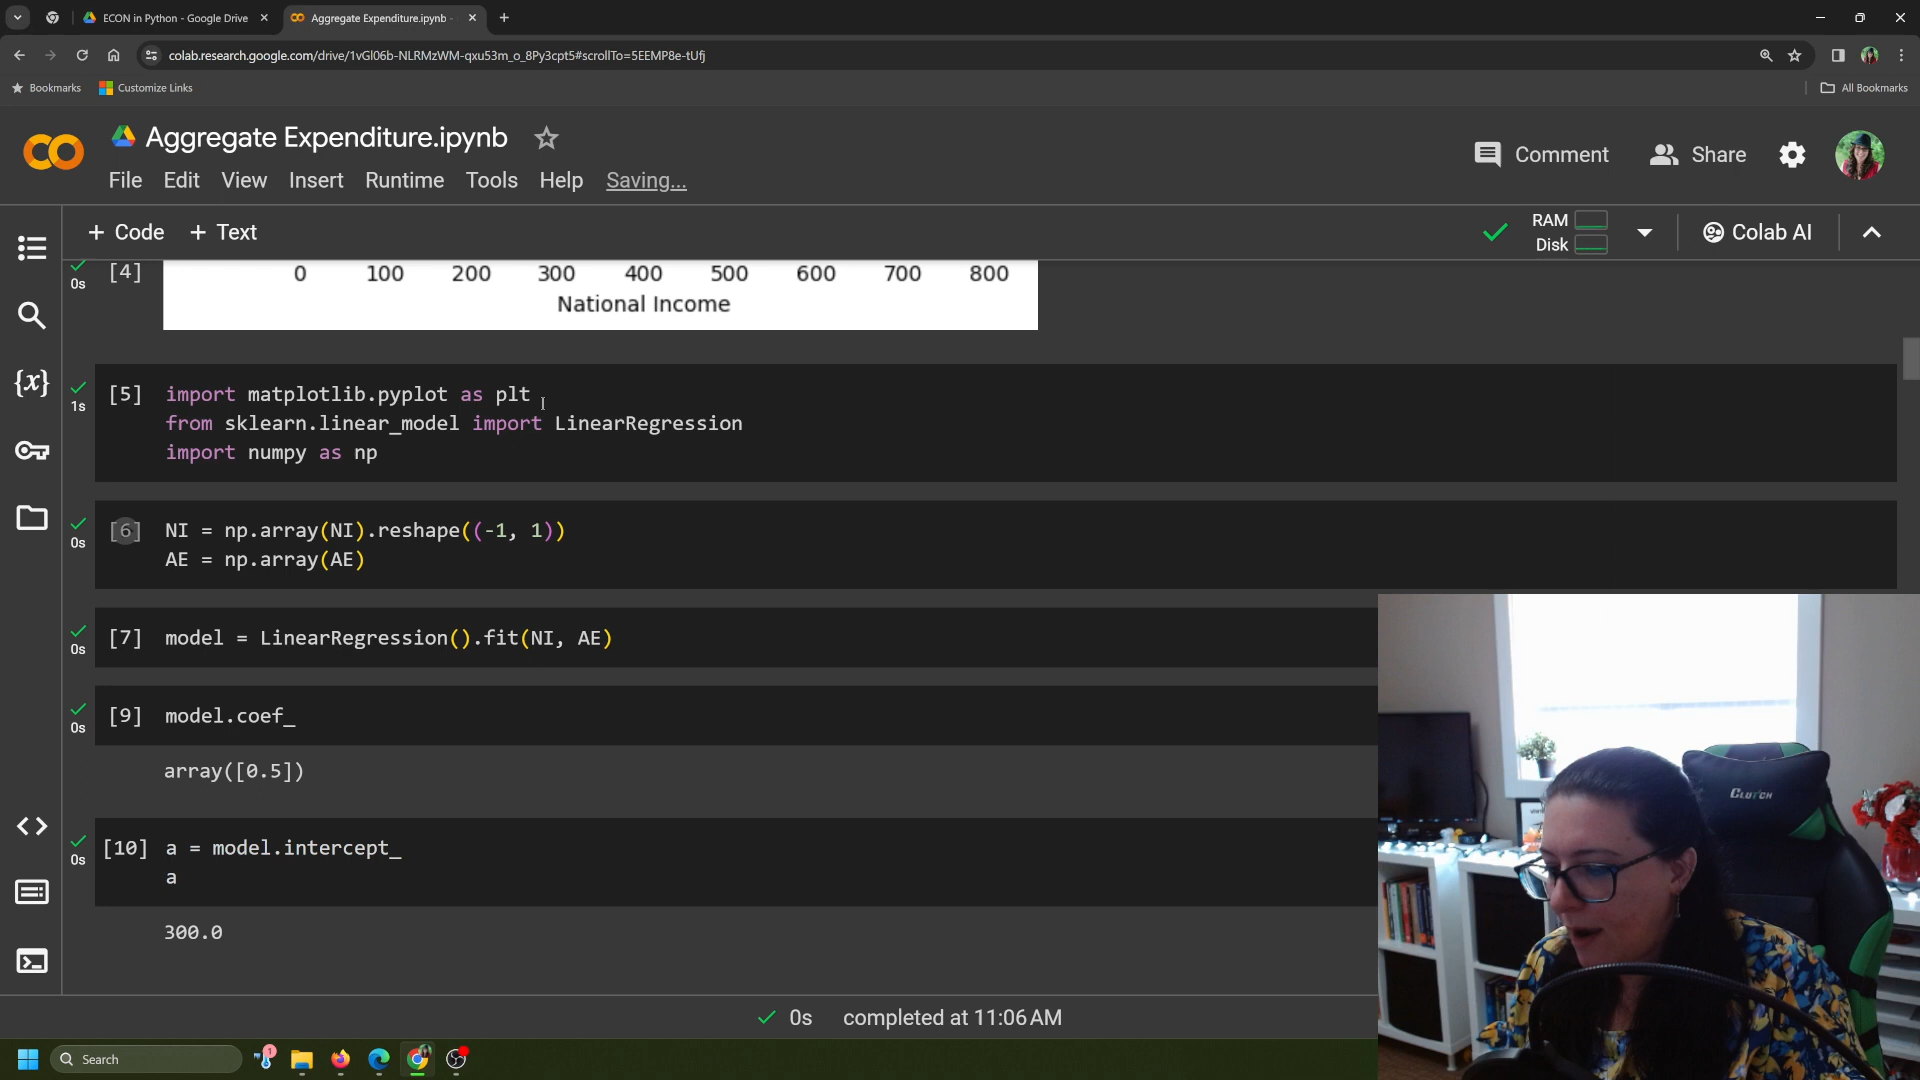 ECON in Python - Google Drive
Aggregate Expenditure.ipynb -
colab.research.google.com/drive/1vGl06b-NLRMzWM-qxu53m_o_8Py3cpt5#scrollTo=5EEMP8e-tUfj
Bookmarks
Customize Links
All Bookmarks
CO
Aggregate Expenditure.ipynb
Comment
Share
File Edit View Insert Runtime Tools Help Saving...
+ Code + Text
RAM
Disk
Colab AI
0s
[4]
0 100 200 300 400 500 600 700 800
National Income
1s
[5] import matplotlib.pyplot as plt
from sklearn.linear_model import LinearRegression
import numpy as np
{x}
0s
[6] NI = np.array(NI).reshape((-1, 1))
AE = np.array(AE)
0s
[7] model = LinearRegression().fit(NI, AE)
0s
[9] model.coef_
array([0.5])
0s
[10] a = model.intercept_
a
300.0
0s completed at 11:06 AM
CLUTCH
Search
1